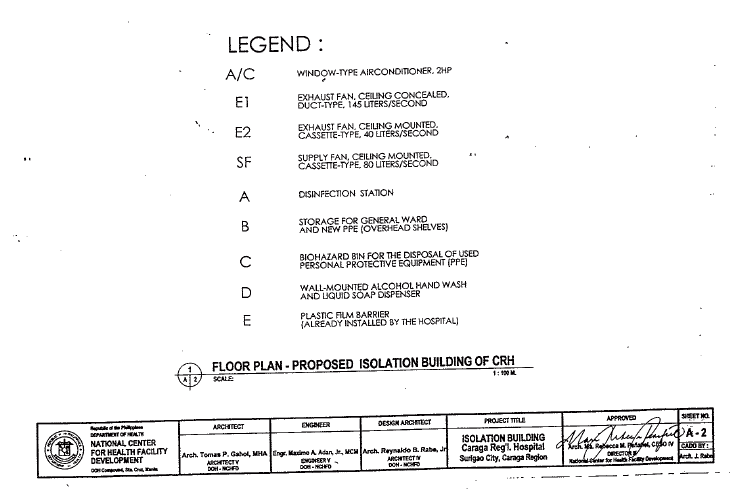 LEGEND :
A/C WINDOW-TYPE AIRCONDITIONER, 2HP
E1 EXHAUST FAN, CEILING CONCEALED,
DUCT-TYPE, 145 LITERS/SECOND
E2 EXHAUST FAN, CEILING MOUNTED,
CASSETTE-TYPE, 40 LITERS/SECOND
SF SUPPLY FAN, CEILING MOUNTED,
CASSETTE-TYPE, 80 LITERS/SECOND
A DISINFECTION STATION
B STORAGE FOR GENERAL WARD
AND NEW PPE (OVERHEAD SHELVES)
C BIOHAZARD BIN FOR THE DISPOSAL OF USED
PERSONAL PROTECTIVE EQUIPMENT (PPE)
D WALL-MOUNTED ALCOHOL HAND WASH
AND LIQUID SOAP DISPENSER
E PLASTIC FILM BARRIER
(ALREADY INSTALLED BY THE HOSPITAL)
1
A 2
FLOOR PLAN - PROPOSED ISOLATION BUILDING OF CRH
SCALE: 1 : 100 M.
Republic of the Philippines
DEPARTMENT OF HEALTH
NATIONAL CENTER
FOR HEALTH FACILITY
DEVELOPMENT
DOH Compound, Sta. Cruz, Manila
ARCHITECT
Arch. Tomas P. Gahol, MHA
ARCHITECT V
DOH - NCHFD
ENGINEER
Engr. Maximo A. Adan, Jr., MCM
ENGINEER V
DOH - NCHFD
DESIGN ARCHITECT
Arch. Reynaldo B. Rabe, Jr
ARCHITECT IV
DOH - NCHFD
PROJECT TITLE
ISOLATION BUILDING
Caraga Reg'l. Hospital
Surigao City, Caraga Region
APPROVED
Arch. Ma. Rebecca M. CESO IV
DIRECTOR
National Center for Health Facility Development
SHEET NO.
A - 2
CADD BY :
Arch. J. Rabe